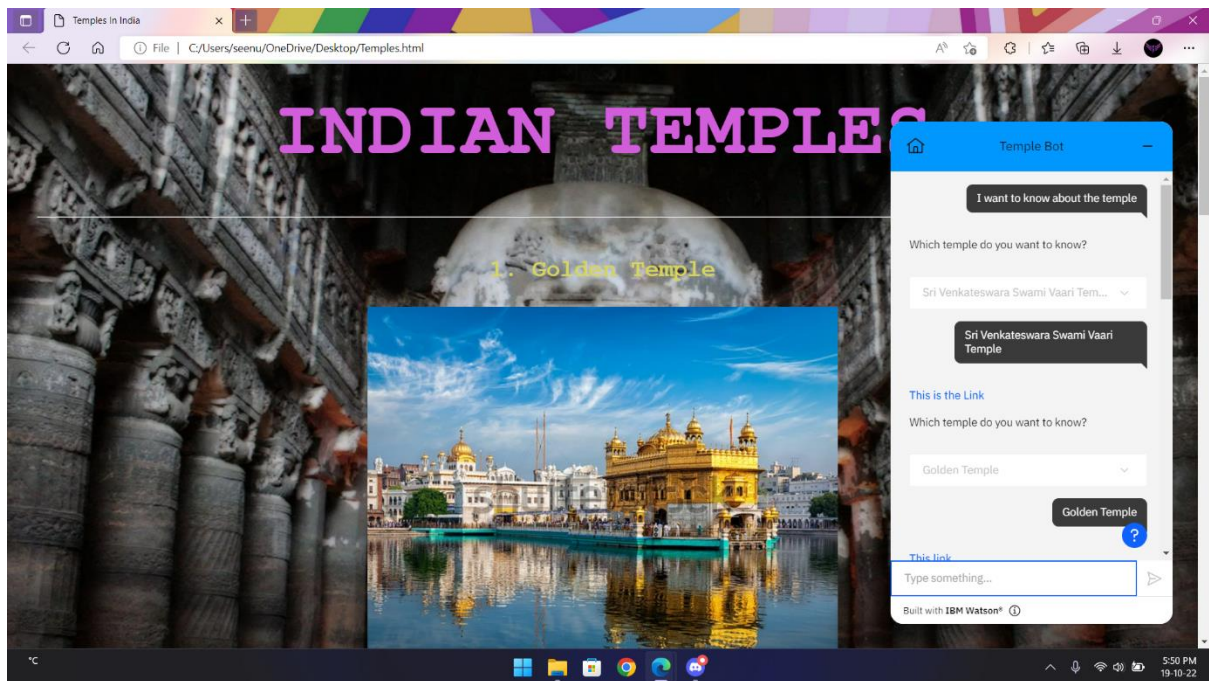 Temples In India
File | C:/Users/seenu/OneDrive/Desktop/Temples.html
INDIAN TEMPLES
1. Golden Temple
Temple Bot
I want to know about the temple
Which temple do you want to know?
Sri Venkateswara Swami Vaari Tem...
Sri Venkateswara Swami Vaari
Temple
This is the Link
Which temple do you want to know?
Golden Temple
Golden Temple
?
This link
Type something...
Built with IBM Watson®
°C
5:50 PM
19-10-22